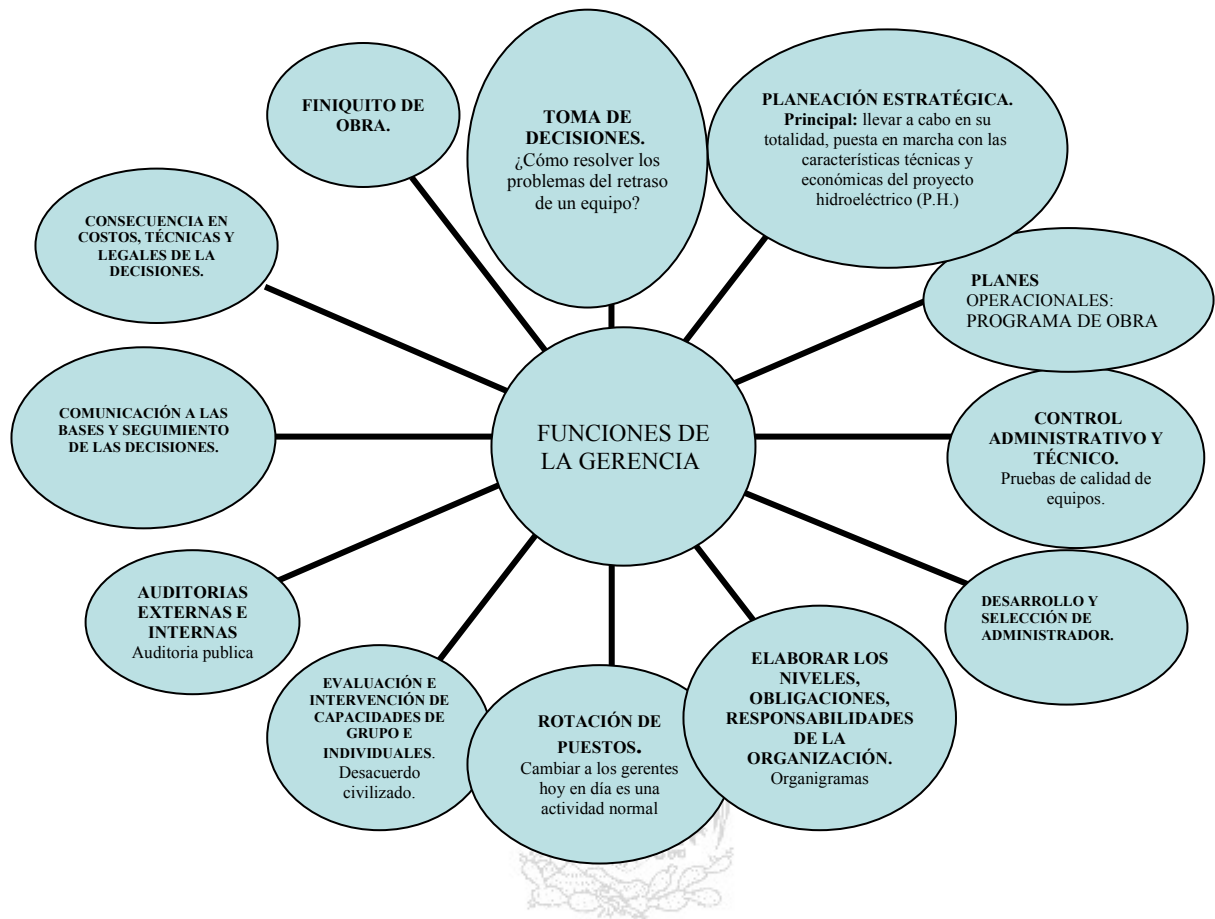 FINIQUITO DE
OBRA.
TOMA DE
DECISIONES.
¿Cómo resolver los
problemas del retraso
de un equipo?
PLANEACIÓN ESTRATÉGICA.
Principal: llevar a cabo en su
totalidad, puesta en marcha con las
características técnicas y
económicas del proyecto
hidroeléctrico (P.H.)
CONSECUENCIA EN
COSTOS, TÉCNICAS Y
LEGALES DE LA
DECISIONES.
PLANES
OPERACIONALES:
PROGRAMA DE OBRA
COMUNICACIÓN A LAS
BASES Y SEGUIMIENTO
DE LAS DECISIONES.
FUNCIONES DE
LA GERENCIA
CONTROL
ADMINISTRATIVO Y
TÉCNICO.
Pruebas de calidad de
equipos.
AUDITORIAS
EXTERNAS E
INTERNAS
Auditoria publica
DESARROLLO Y
SELECCIÓN DE
ADMINISTRADOR.
EVALUACIÓN E
INTERVENCIÓN DE
CAPACIDADES DE
GRUPO E
INDIVIDUALES.
Desacuerdo
civilizado.
ROTACIÓN DE
PUESTOS.
Cambiar a los gerentes
hoy en día es una
actividad normal
ELABORAR LOS
NIVELES,
OBLIGACIONES,
RESPONSABILIDADES
DE LA
ORGANIZACIÓN.
Organigramas